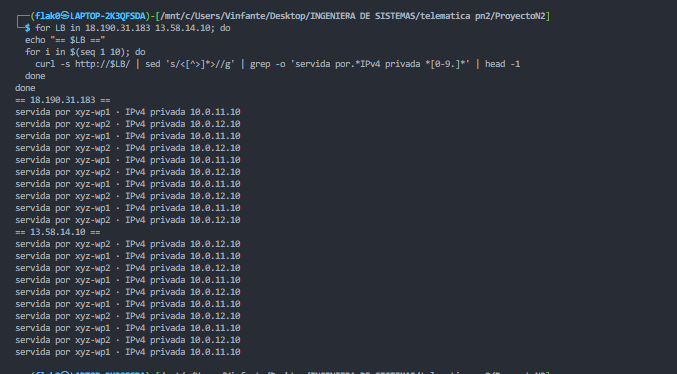 ┌──(flak0㉿LAPTOP-2K3QFSDA)-[/mnt/c/Users/Vinfante/Desktop/INGENIERA DE SISTEMAS/telematica pn2/ProyectoN2]
└─$ for LB in 18.190.31.183 13.58.14.10; do
echo "== $LB =="
for i in $(seq 1 10); do
curl -s http://$LB/ | sed 's/<[^>]*>//g' | grep -o 'servida por.*IPv4 privada *[0-9.]*' | head -1
done
done
== 18.190.31.183 ==
servida por xyz-wp1 · IPv4 privada 10.0.11.10
servida por xyz-wp2 · IPv4 privada 10.0.12.10
servida por xyz-wp1 · IPv4 privada 10.0.11.10
servida por xyz-wp2 · IPv4 privada 10.0.12.10
servida por xyz-wp1 · IPv4 privada 10.0.11.10
servida por xyz-wp1 · IPv4 privada 10.0.11.10
servida por xyz-wp2 · IPv4 privada 10.0.12.10
servida por xyz-wp2 · IPv4 privada 10.0.12.10
servida por xyz-wp1 · IPv4 privada 10.0.11.10
servida por xyz-wp2 · IPv4 privada 10.0.12.10
== 13.58.14.10 ==
servida por xyz-wp2 · IPv4 privada 10.0.12.10
servida por xyz-wp2 · IPv4 privada 10.0.12.10
servida por xyz-wp1 · IPv4 privada 10.0.11.10
servida por xyz-wp2 · IPv4 privada 10.0.12.10
servida por xyz-wp1 · IPv4 privada 10.0.11.10
servida por xyz-wp1 · IPv4 privada 10.0.11.10
servida por xyz-wp2 · IPv4 privada 10.0.12.10
servida por xyz-wp1 · IPv4 privada 10.0.11.10
servida por xyz-wp2 · IPv4 privada 10.0.12.10
servida por xyz-wp1 · IPv4 privada 10.0.11.10